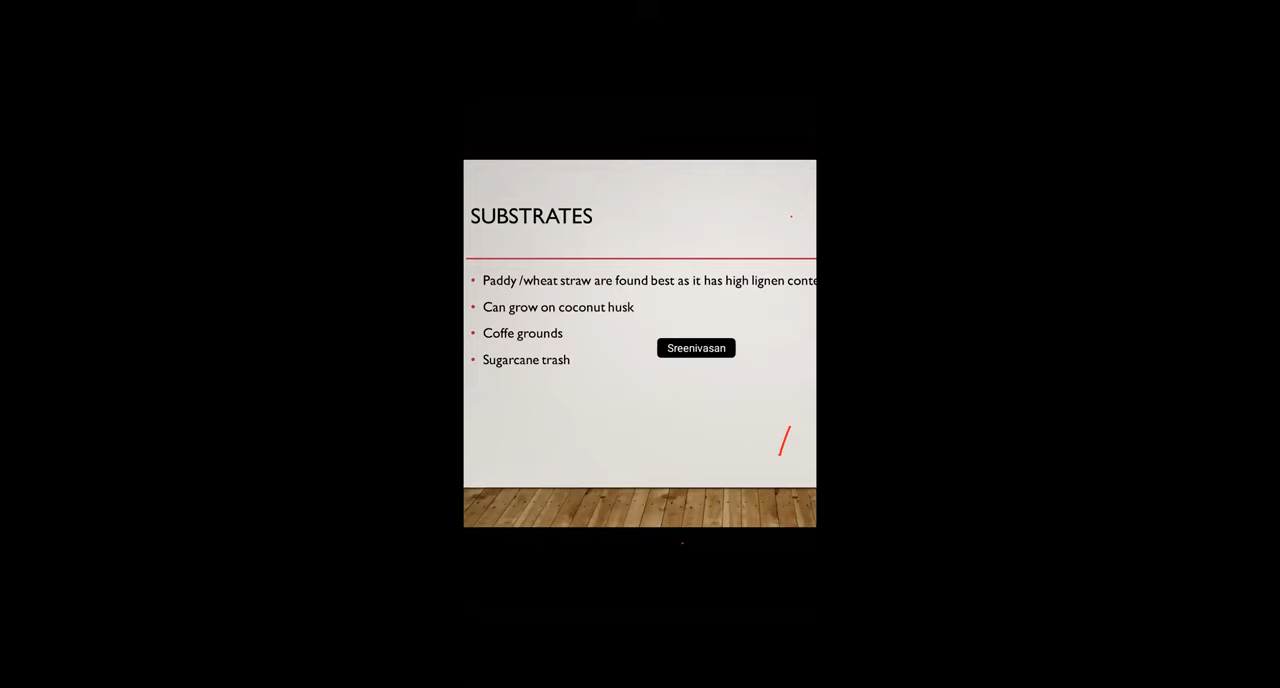 SUBSTRATES
• Paddy /wheat straw are found best as it has high lignen conte
• Can grow on coconut husk
• Coffe grounds
Sreenivasan
• Sugarcane trash